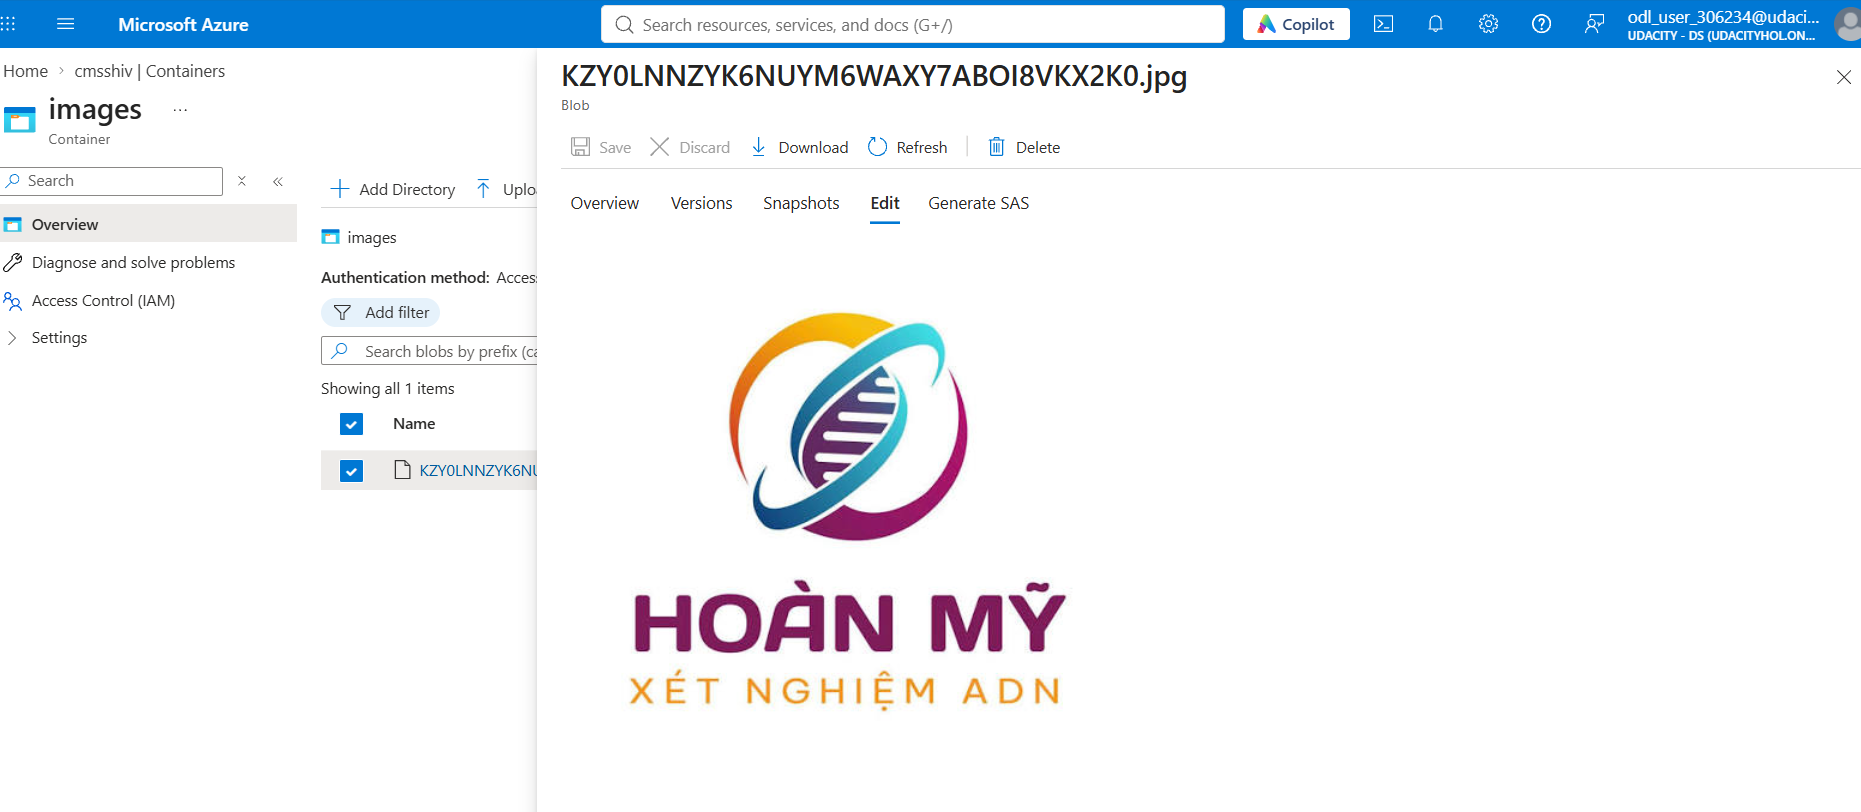 Microsoft Azure
Search resources, services, and docs (G+/)
Copilot
odl_user_306234@udaci...
UDACITY - DS (UDACITYHOL.ON...
Home > cmsshiv | Containers
images ...
Container
Search
Overview
Diagnose and solve problems
Access Control (IAM)
Settings
Add Directory Uplo
images
Authentication method: Acces
Add filter
Search blobs by prefix (ca
Showing all 1 items
Name
KZY0LNNZYK6NU
KZY0LNNZYK6NUYM6WAXY7ABOI8VKX2K0.jpg
Blob
Save Discard Download Refresh Delete
Overview Versions Snapshots Edit Generate SAS
HOÀN MỸ
XÉT NGHIỆM ADN